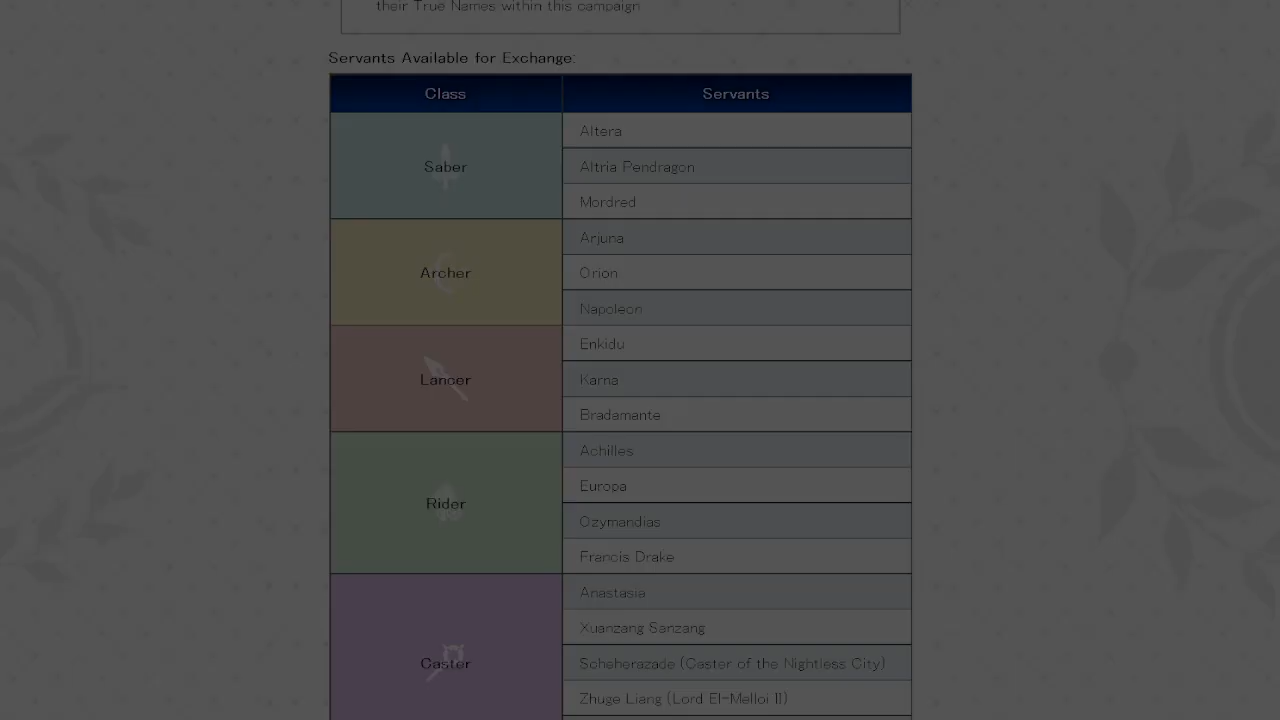 their True Names within this campaign
Servants Available for Exchange:
Class Servants
Saber
Altera
Altria Pendragon
Mordred
Archer
Arjuna
Orion
Napoleon
Lancer
Enkidu
Karna
Bradamante
Rider
Achilles
Europa
Ozymandias
Francis Drake
Caster
Anastasia
Xuanzang Sanzang
Scheherazade (Caster of the Nightless City)
Zhuge Liang (Lord El-Melloi II)